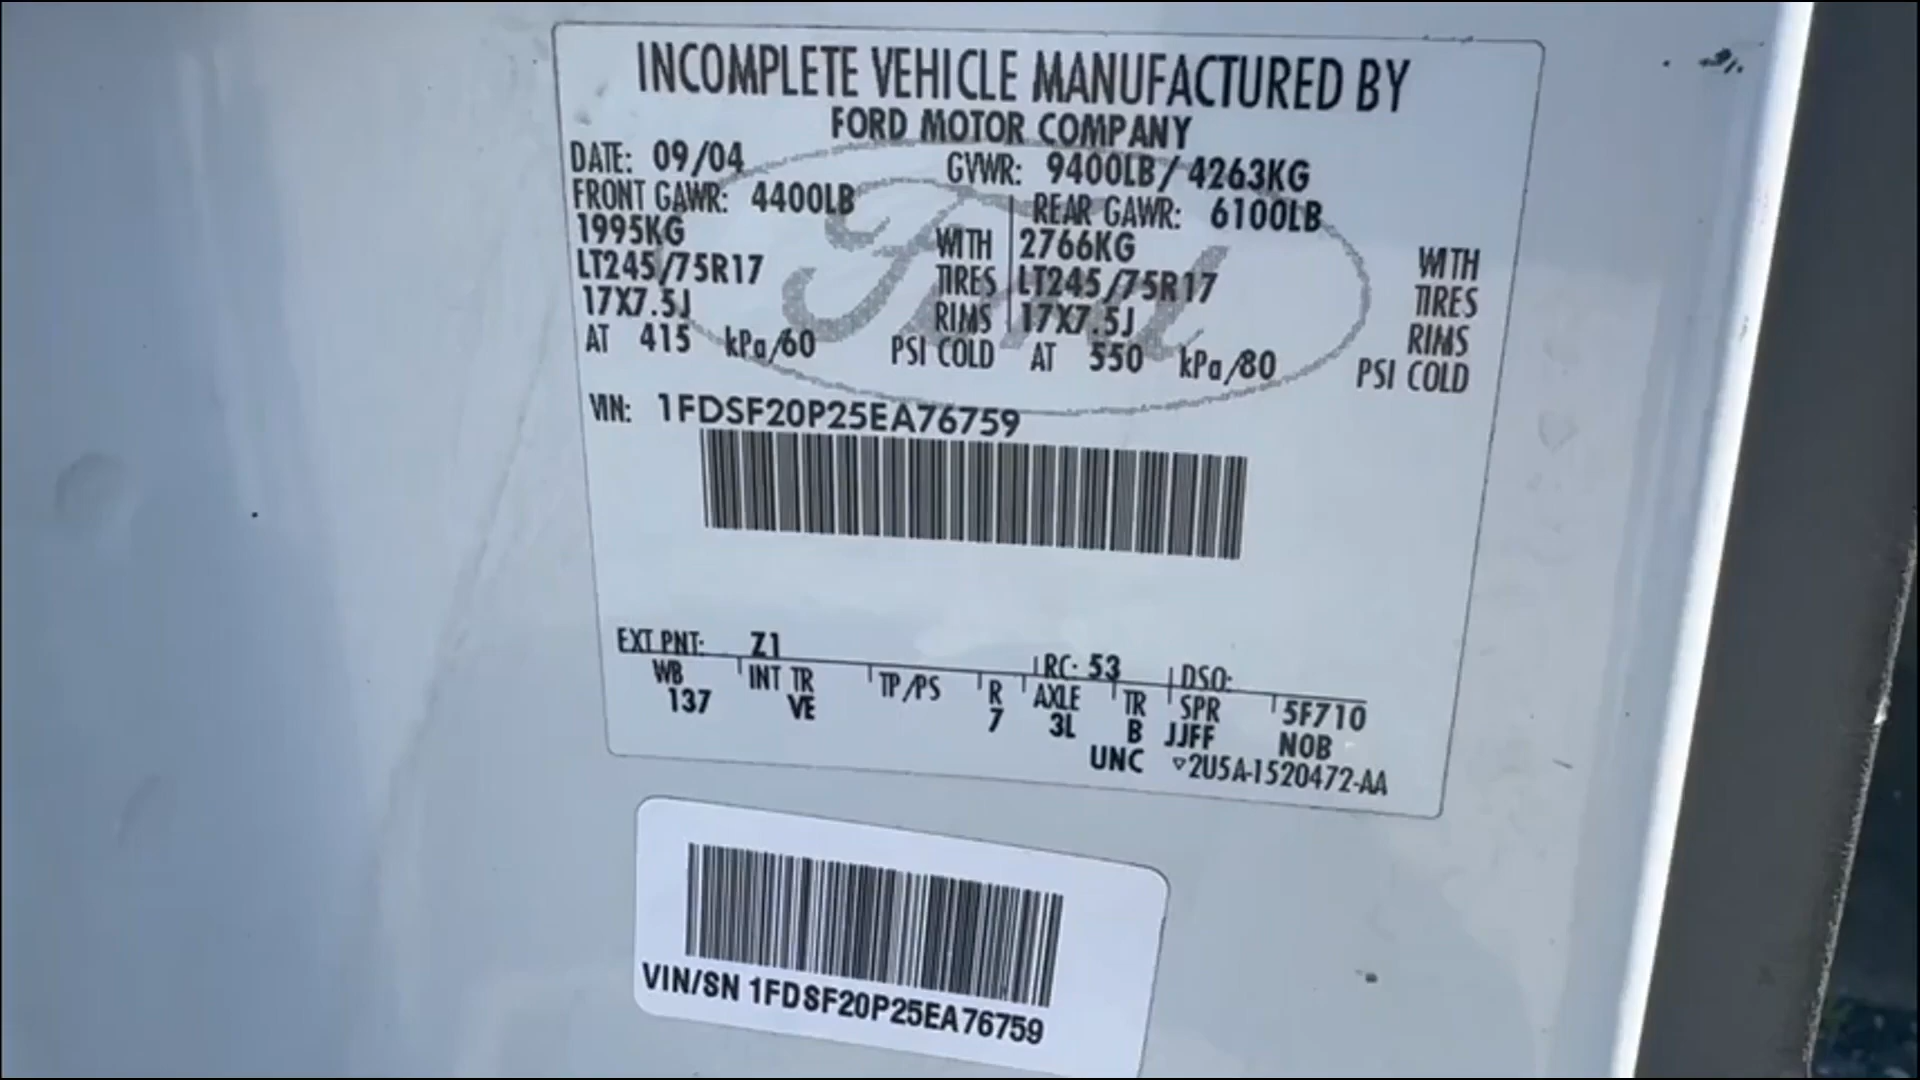 INCOMPLETE VEHICLE MANUFACTURED BY
FORD MOTOR COMPANY
DATE: 09/04 GVWR: 9400LB/ 4263KG
FRONT GAWR: 4400LB REAR GAWR: 6100LB
1995KG WITH 2766KG WITH
LT245/75R17 TIRES LT245/75R17 TIRES
17X7.5J RIMS 17X7.5J RIMS
AT 415 kPa/60 PSI COLD AT 550 kPa/80 PSI COLD
Ford
VIN: 1FDSF20P25EA76759
EXT PNT: Z1 RC: 53 DSO:
WB INT TR TP/PS R AXLE TR SPR 5F710
137 VE 7 3L B JJFF NOB
UNC ▽2U5A-1520472-AA
VIN/SN 1FDSF20P25EA76759